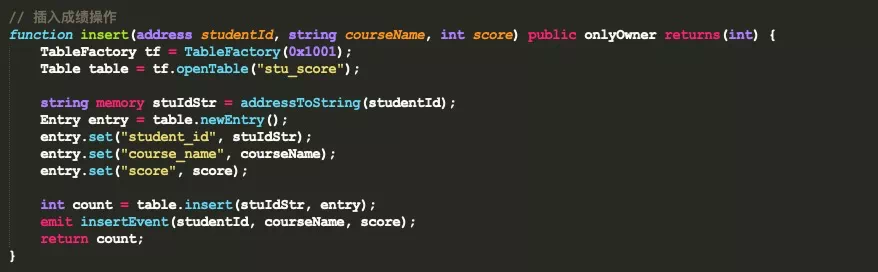 // 插入成绩操作
function insert(address studentId, string courseName, int score) public onlyOwner returns(int) {
    TableFactory tf = TableFactory(0x1001);
    Table table = tf.openTable("stu_score");

    string memory stuIdStr = addressToString(studentId);
    Entry entry = table.newEntry();
    entry.set("student_id", stuIdStr);
    entry.set("course_name", courseName);
    entry.set("score", score);

    int count = table.insert(stuIdStr, entry);
    emit insertEvent(studentId, courseName, score);
    return count;
}